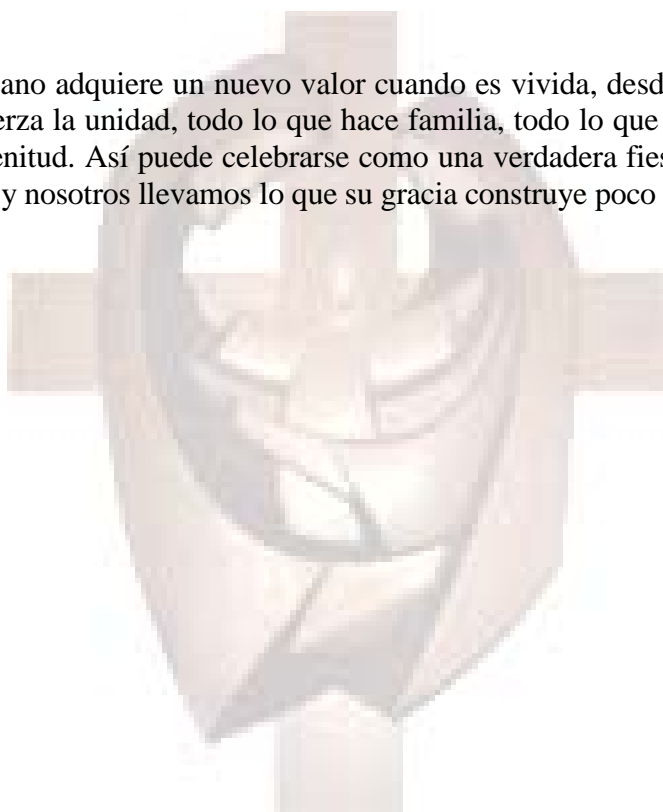 ano adquiere un nuevo valor cuando es vivida, desd
erza la unidad, todo lo que hace familia, todo lo que
enitud. Así puede celebrarse como una verdadera fies
y nosotros llevamos lo que su gracia construye poco